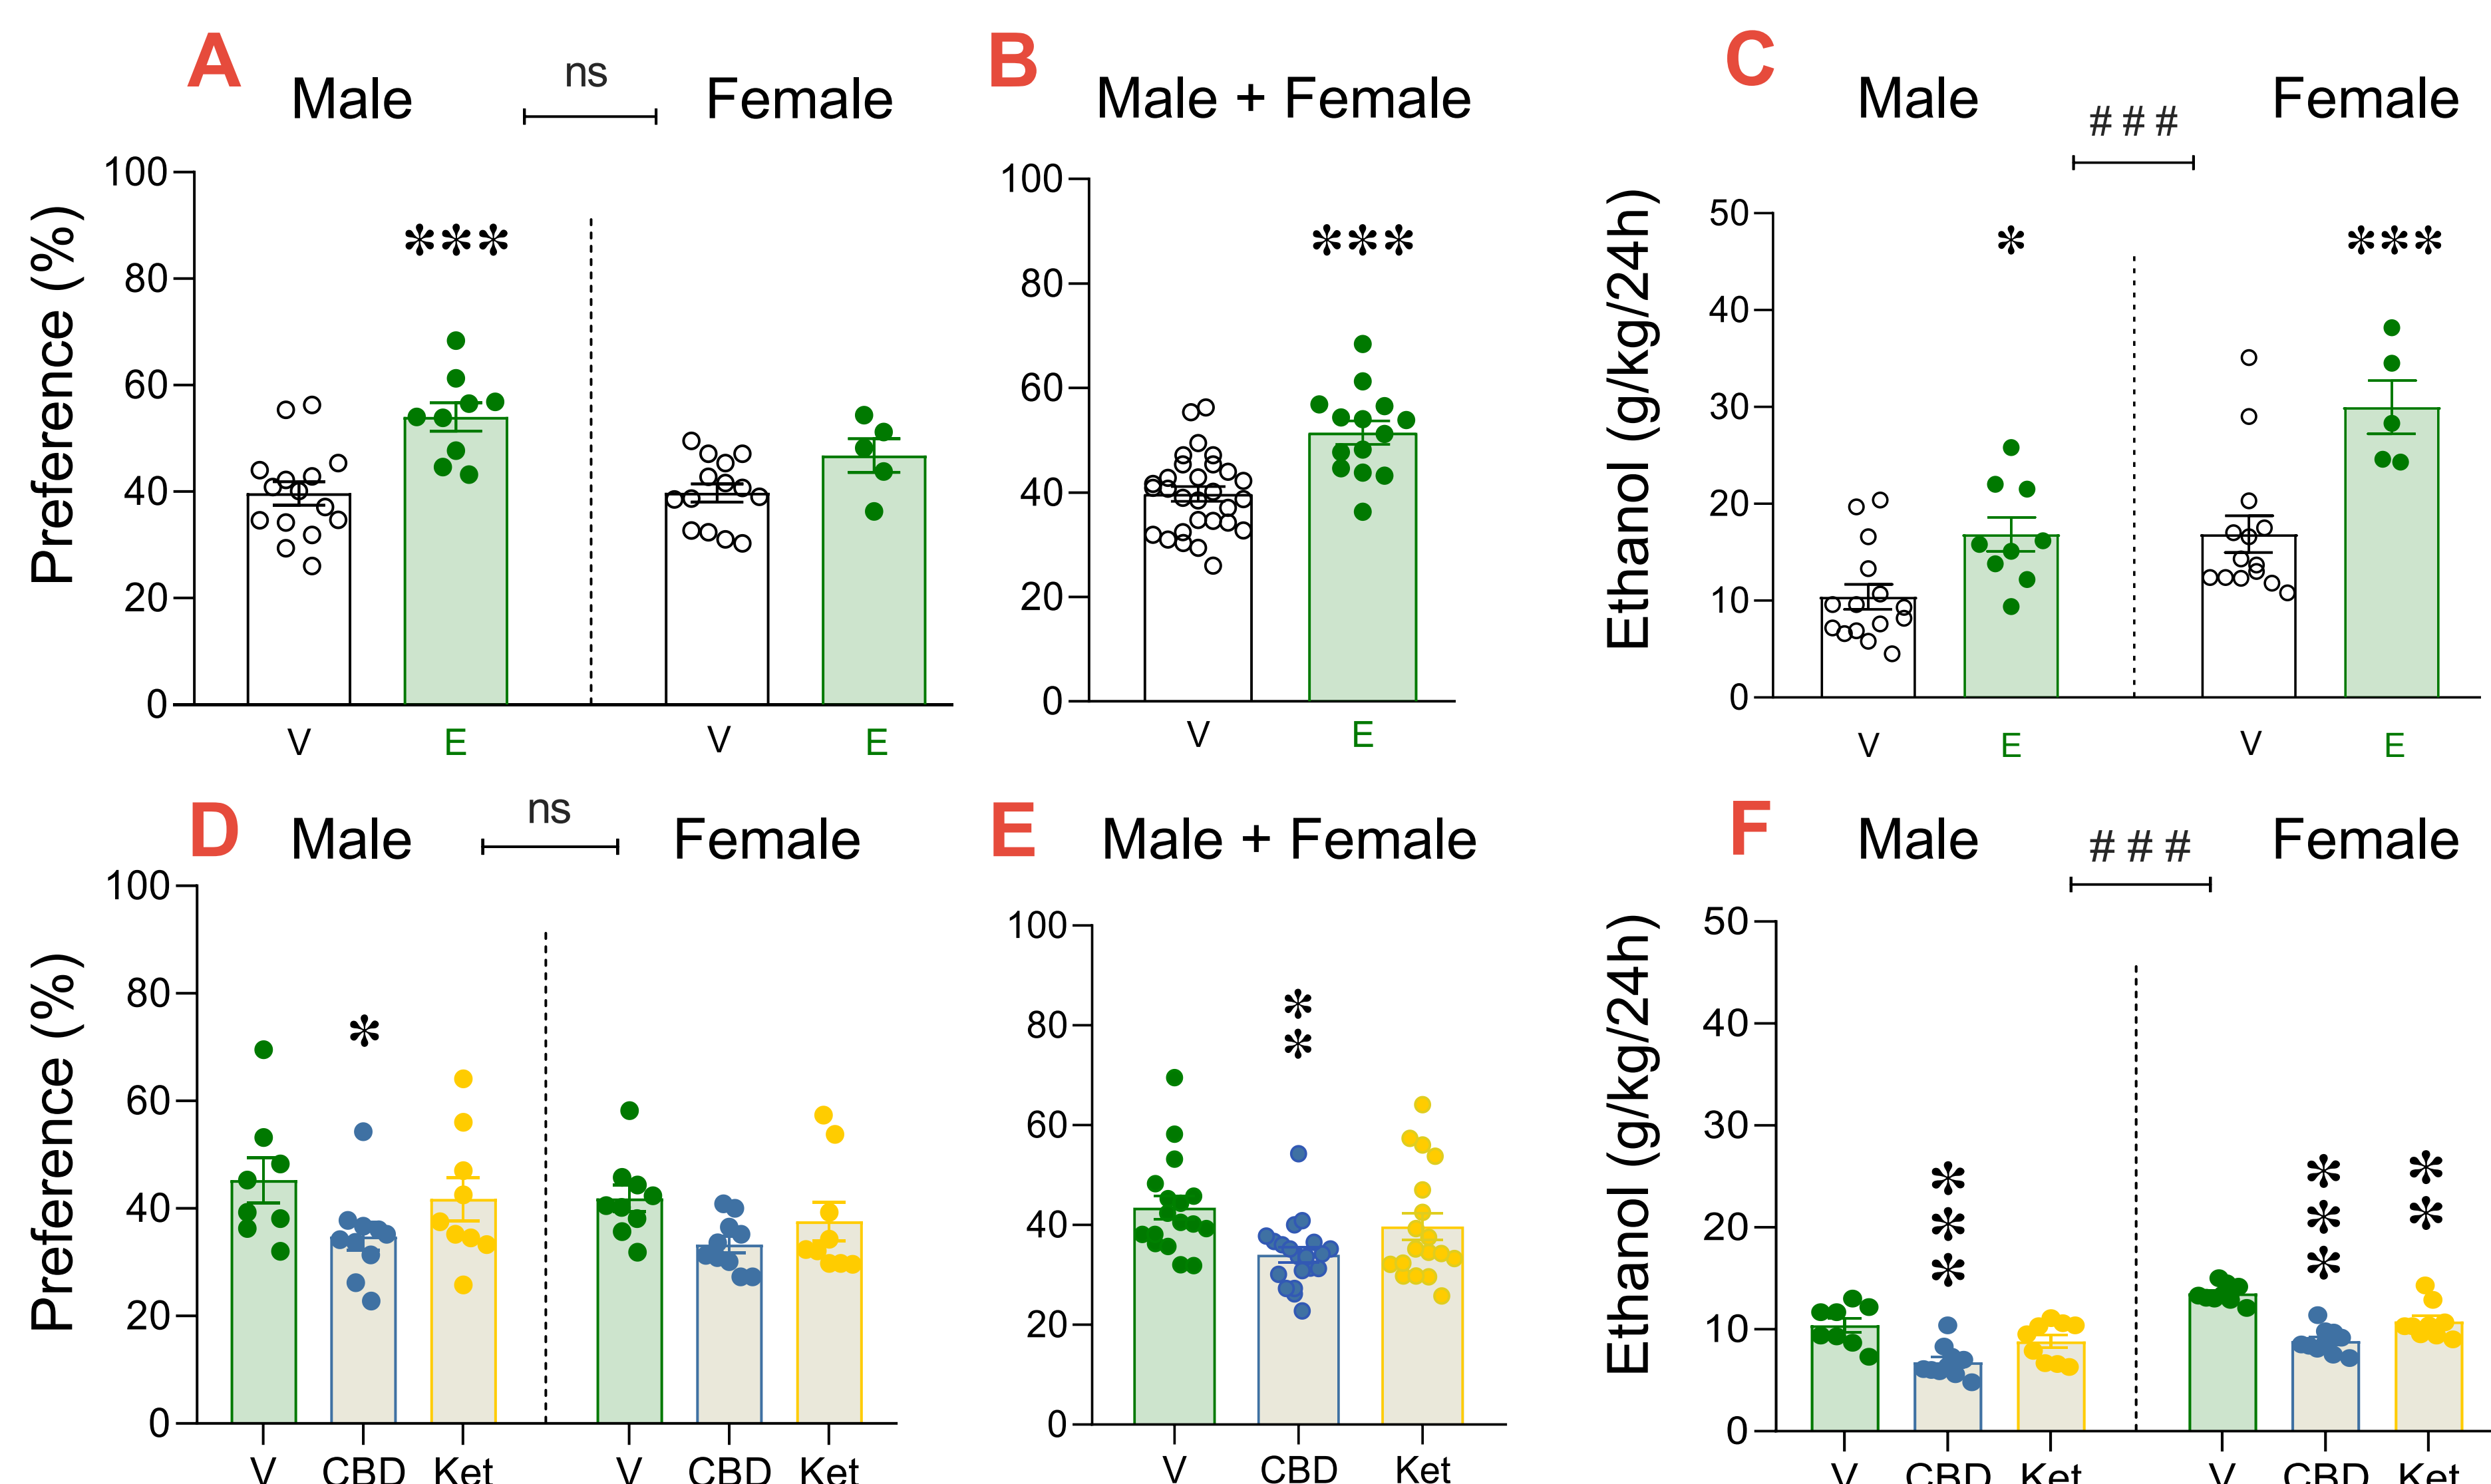 A
Male
ns
Female
Preference (%)
100
80
60
40
20
0
***
V
E
V
E
B
Male + Female
100
80
60
40
20
0
***
V
E
C
Male
# # #
Female
Ethanol (g/kg/24h)
50
40
30
20
10
0
*
***
V
E
V
E
D
Male
ns
Female
Preference (%)
100
80
60
40
20
0
*
V
CBD
Ket
V
CBD
Ket
E
Male + Female
100
80
60
40
20
0
**
V
CBD
Ket
F
Male
# # #
Female
Ethanol (g/kg/24h)
50
40
30
20
10
0
***
***
**
V
CBD
Ket
V
CBD
Ket